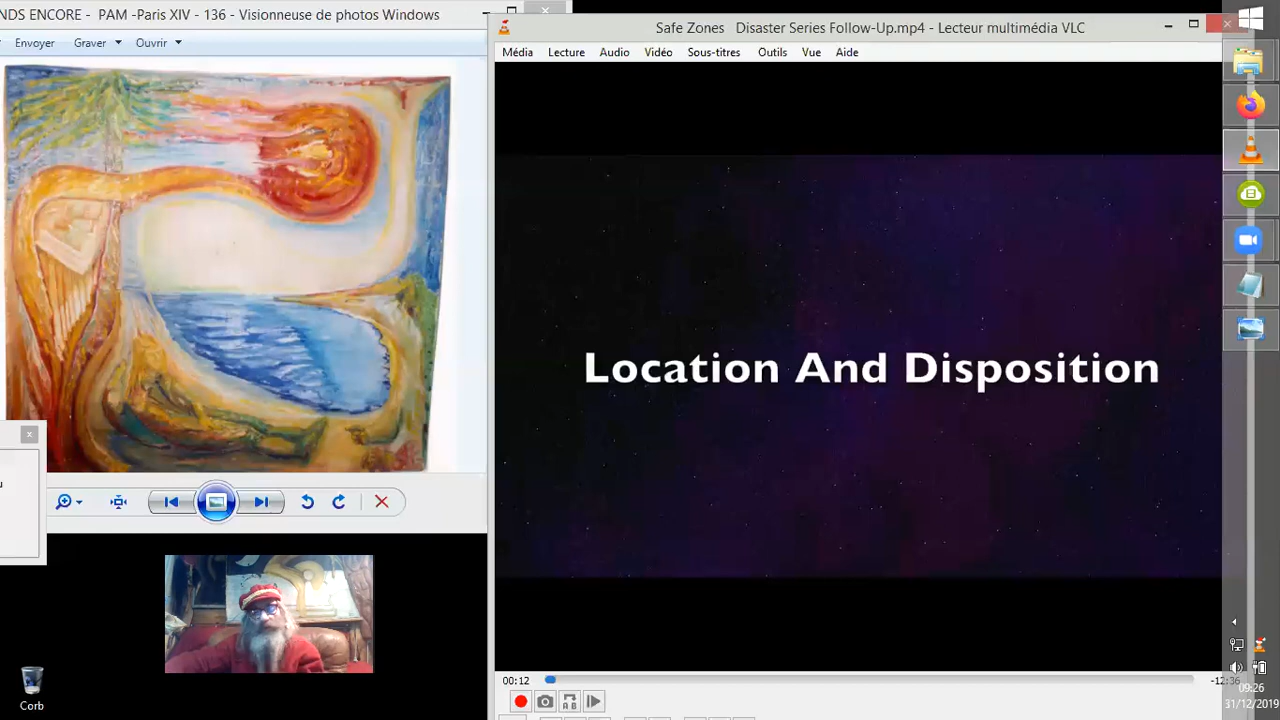 NDS ENCORE - PAM -Paris XIV - 136 - Visionneuse de photos Windows
Envoyer Graver Ouvrir
Safe Zones Disaster Series Follow-Up.mp4 - Lecteur multimédia VLC
Média Lecture Audio Vidéo Sous-titres Outils Vue Aide
Location And Disposition
u
Corb
00:12
-12:36
A B
09:26
31/12/2019